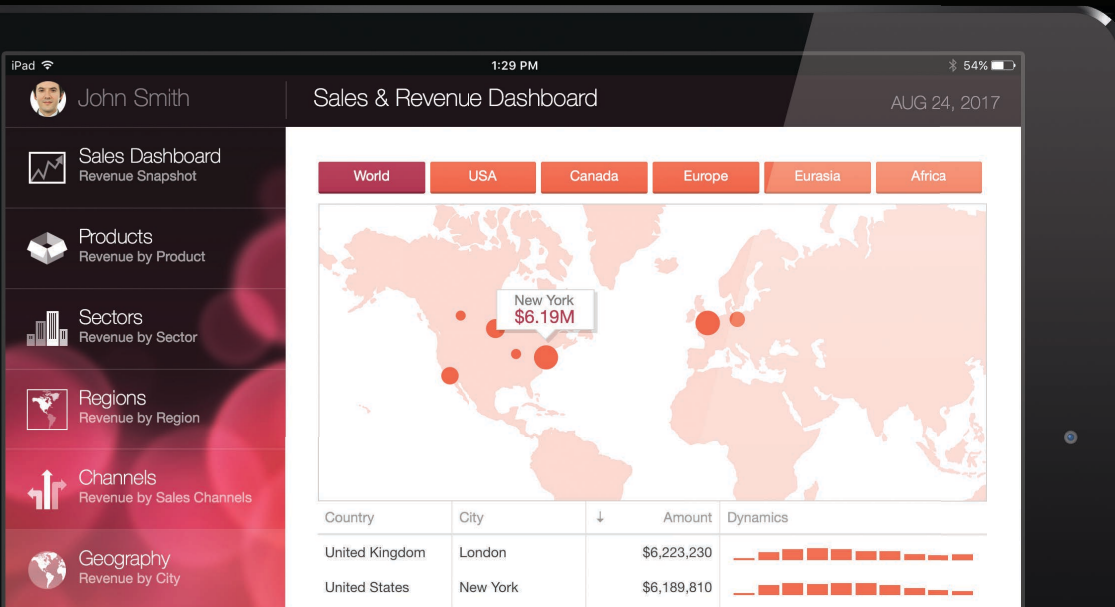 iPad 1:29 PM 54%
John Smith
Sales & Revenue Dashboard
AUG 24, 2017
Sales Dashboard
Revenue Snapshot
Products
Revenue by Product
Sectors
Revenue by Sector
Regions
Revenue by Region
Channels
Revenue by Sales Channels
Geography
Revenue by City
World USA Canada Europe Eurasia Africa
New York
$6.19M
Country City ↓ Amount Dynamics
United Kingdom London $6,223,230
United States New York $6,189,810